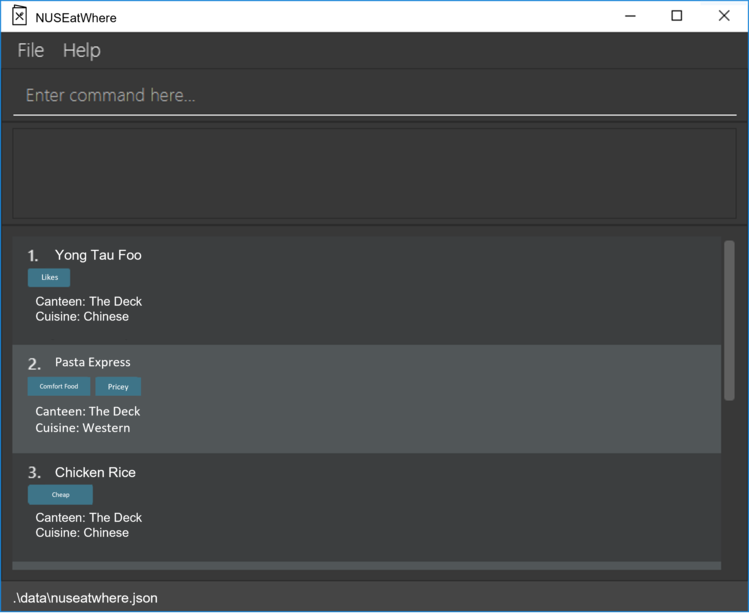 NUSEatWhere
File Help
Enter command here...
1. Yong Tau Foo
Likes
Canteen: The Deck
Cuisine: Chinese
2. Pasta Express
Comfort Food Pricey
Canteen: The Deck
Cuisine: Western
3. Chicken Rice
Cheap
Canteen: The Deck
Cuisine: Chinese
.\data\nuseatwhere.json